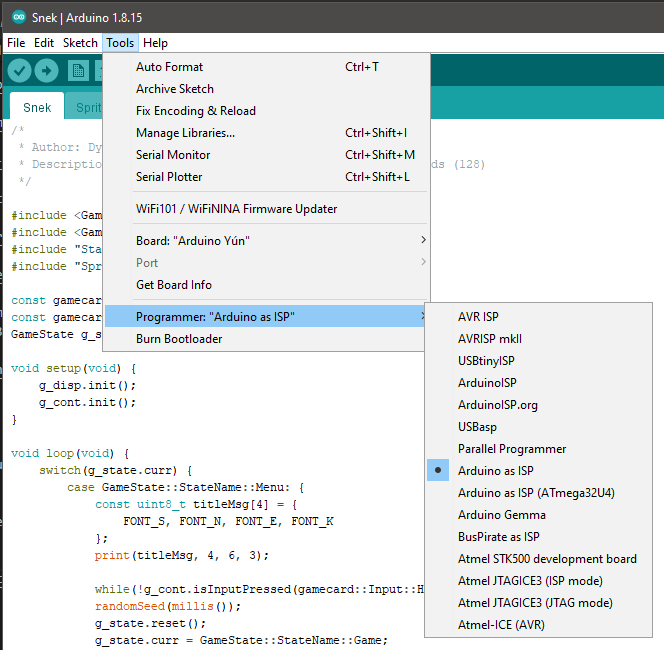 Snek | Arduino 1.8.15
File Edit Sketch Tools Help
Auto Format Ctrl+T
Archive Sketch
Fix Encoding & Reload
Manage Libraries... Ctrl+Shift+I
Serial Monitor Ctrl+Shift+M
Serial Plotter Ctrl+Shift+L
WiFi101 / WiFiNINA Firmware Updater
Board: "Arduino Yún"
Port
Get Board Info
Programmer: "Arduino as ISP"
Burn Bootloader
AVR ISP
AVRISP mkII
USBtinyISP
ArduinoISP
ArduinoISP.org
USBasp
Parallel Programmer
Arduino as ISP
Arduino as ISP (ATmega32U4)
Arduino Gemma
BusPirate as ISP
Atmel STK500 development board
Atmel JTAGICE3 (ISP mode)
Atmel JTAGICE3 (JTAG mode)
Atmel-ICE (AVR)
Snek Sprit
/*
* Author: Dy
* Descriptio ds (128)
*/
#include <Gam
#include <Gam
#include "Sta
#include "Spr
const gamecar
const gamecar
GameState g_s
void setup(void) {
g_disp.init();
g_cont.init();
}
void loop(void) {
switch(g_state.curr) {
case GameState::StateName::Menu: {
const uint8_t titleMsg[4] = {
FONT_S, FONT_N, FONT_E, FONT_K
};
print(titleMsg, 4, 6, 3);
while(!g_cont.isInputPressed(gamecard::Input::H
randomSeed(millis());
g_state.reset();
g_state.curr = GameState::StateName::Game;